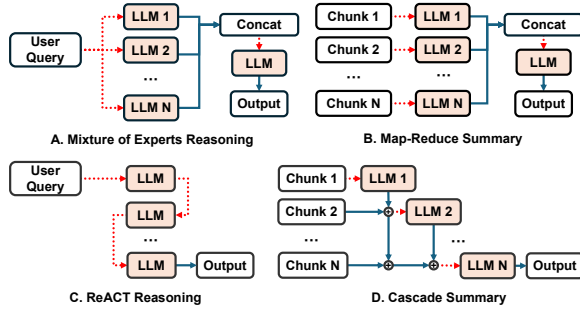 User
Query
LLM 1
LLM 2
...
LLM N
Concat
LLM
Output
A. Mixture of Experts Reasoning
Chunk 1
Chunk 2
...
Chunk N
LLM 1
LLM 2
...
LLM N
Concat
LLM
Output
B. Map-Reduce Summary
User
Query
LLM
LLM
...
LLM
Output
C. ReACT Reasoning
Chunk 1
LLM 1
Chunk 2
LLM 2
...
...
Chunk N
LLM N
Output
D. Cascade Summary